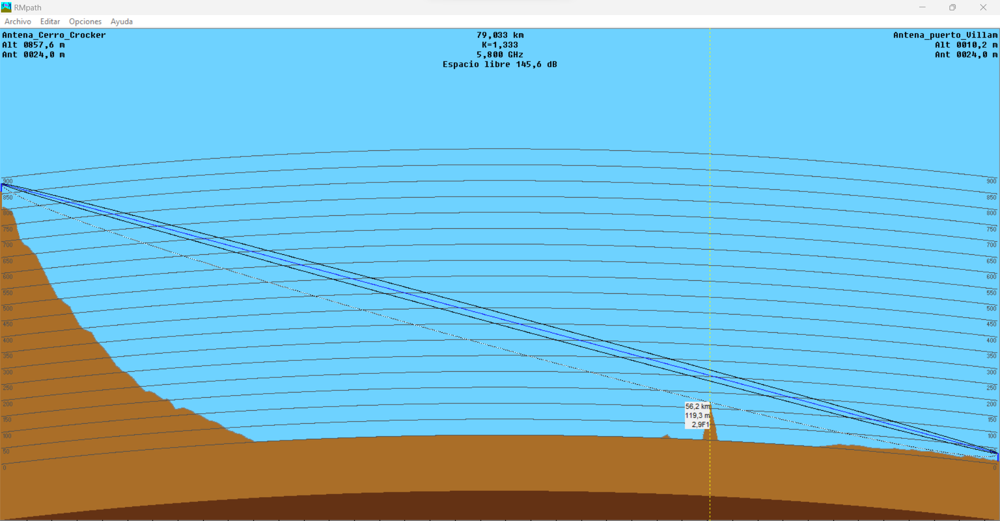 RMpath
Archivo Editar Opciones Ayuda
Antena_Cerro_Crocker
Alt 0857,6 m
Ant 0024,0 m
79,033 km
K=1,333
5,800 GHz
Espacio libre 145,6 dB
Antena_puerto_Villam
Alt 0010,2 m
Ant 0024,0 m
900
850
800
750
700
650
600
550
500
450
400
350
300
250
200
150
100
50
0
56,2 km
119,3 m
2,9F1
900
850
800
750
700
650
600
550
500
450
400
350
300
250
200
150
100
50
0